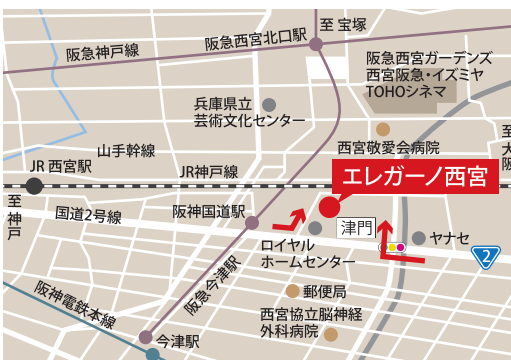 至 宝塚
阪急西宮北口駅
阪急神戸線
阪急西宮ガーデンズ
西宮阪急・イズミヤ
TOHOシネマ
兵庫県立
芸術文化センター
至大阪
山手幹線
西宮敬愛会病院
JR 西宮駅
JR神戸線
エレガーノ西宮
至神戸
国道2号線
阪神国道駅
津門
ヤナセ
ロイヤル
ホームセンター
2
阪急今津駅
阪神電鉄本線
郵便局
西宮協立脳神経
外科病院
今津駅